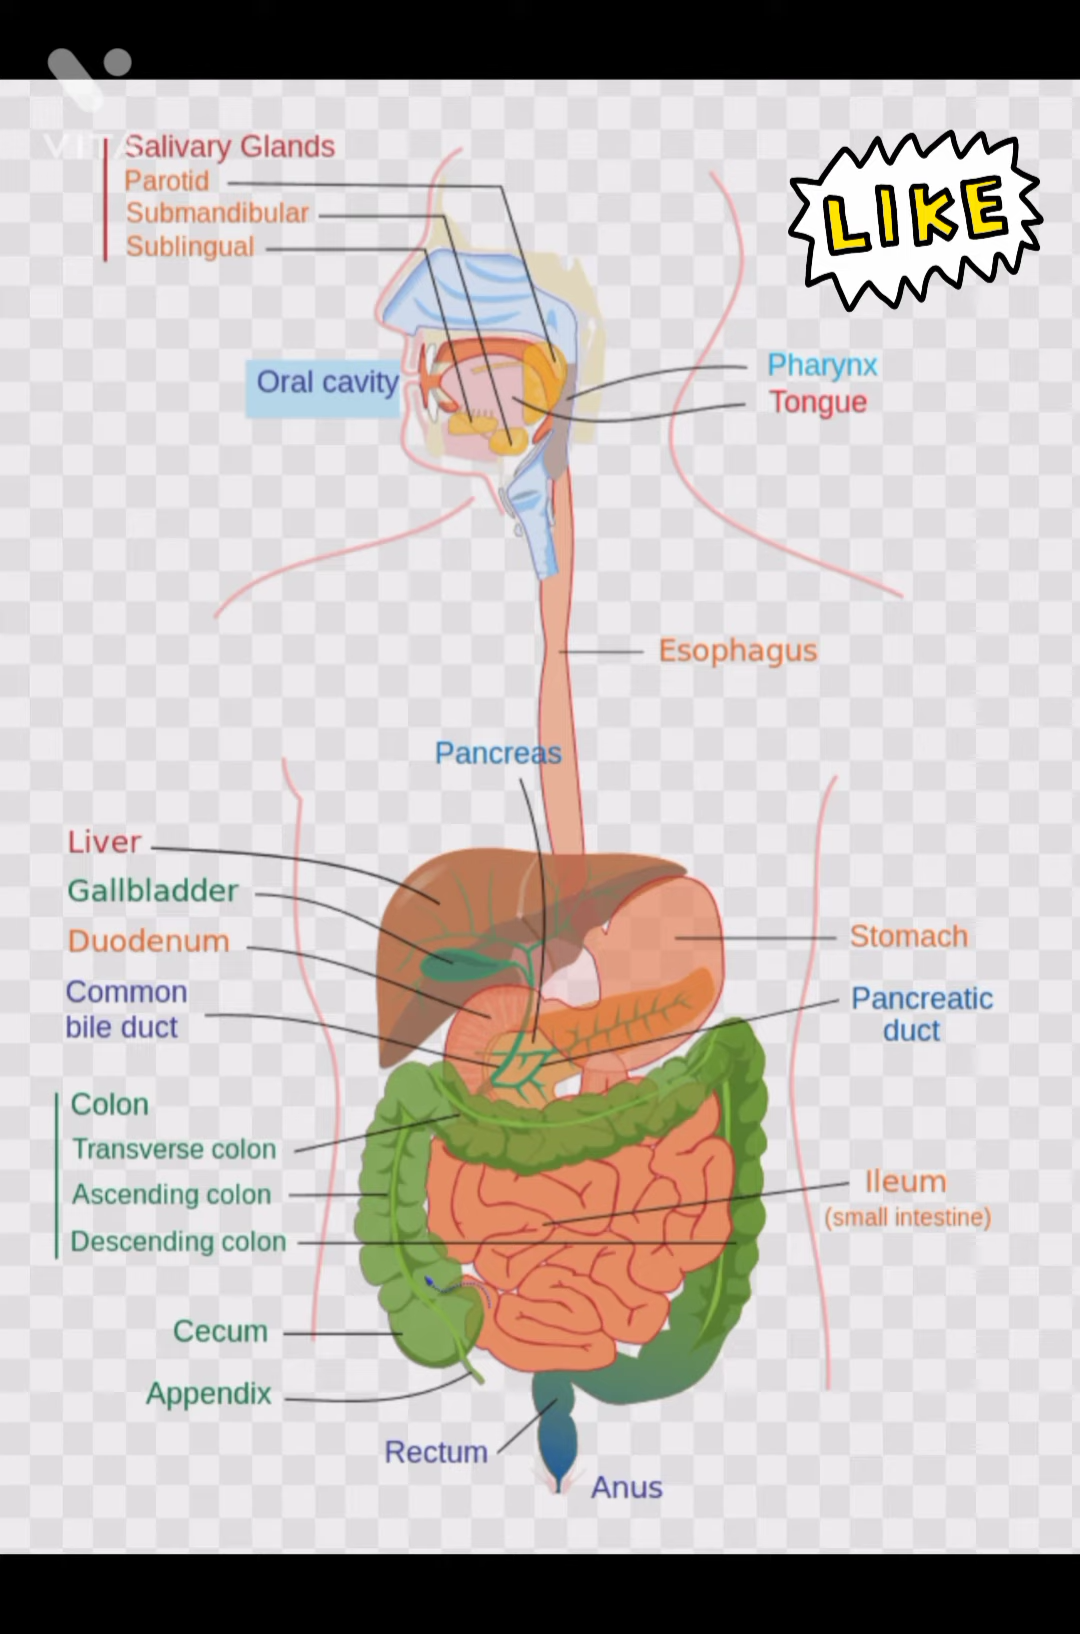 VITA
Salivary Glands
Parotid
Submandibular
Sublingual
LIKE
Oral cavity
Pharynx
Tongue
Esophagus
Pancreas
Liver
Gallbladder
Duodenum
Common
bile duct
Stomach
Pancreatic
duct
Colon
Transverse colon
Ascending colon
Descending colon
Ileum
(small intestine)
Cecum
Appendix
Rectum
Anus